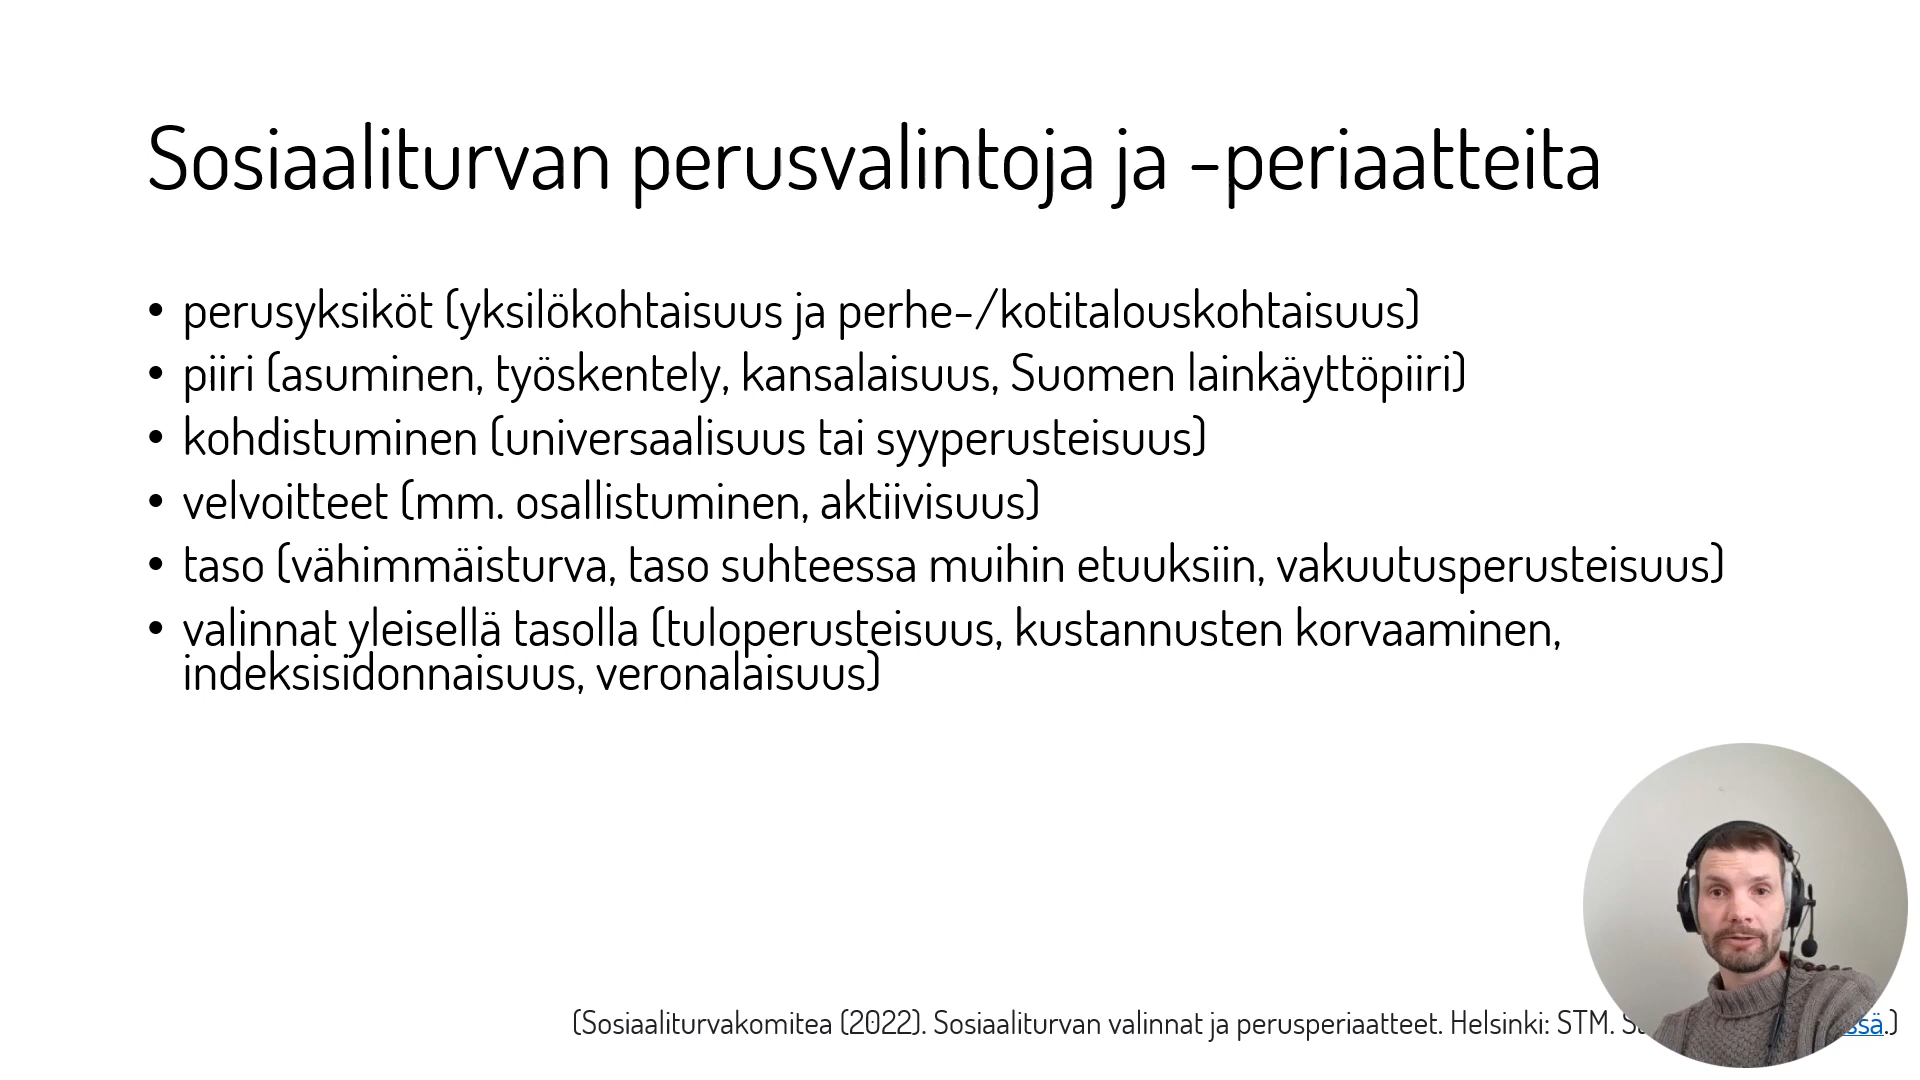 Sosiaaliturvan perusvalintoja ja -periaatteita
• perusyksiköt (yksilökohtaisuus ja perhe-/kotitalouskohtaisuus)
• piiri (asuminen, työskentely, kansalaisuus, Suomen lainkäyttöpiiri)
• kohdistuminen (universaalisuus tai syyperusteisuus)
• velvoitteet (mm. osallistuminen, aktiivisuus)
• taso (vähimmäisturva, taso suhteessa muihin etuuksiin, vakuutusperusteisuus)
• valinnat yleisellä tasolla (tuloperusteisuus, kustannusten korvaaminen,
indeksisidonnaisuus, veronalaisuus)
(Sosiaaliturvakomitea (2022). Sosiaaliturvan valinnat ja perusperiaatteet. Helsinki: STM.